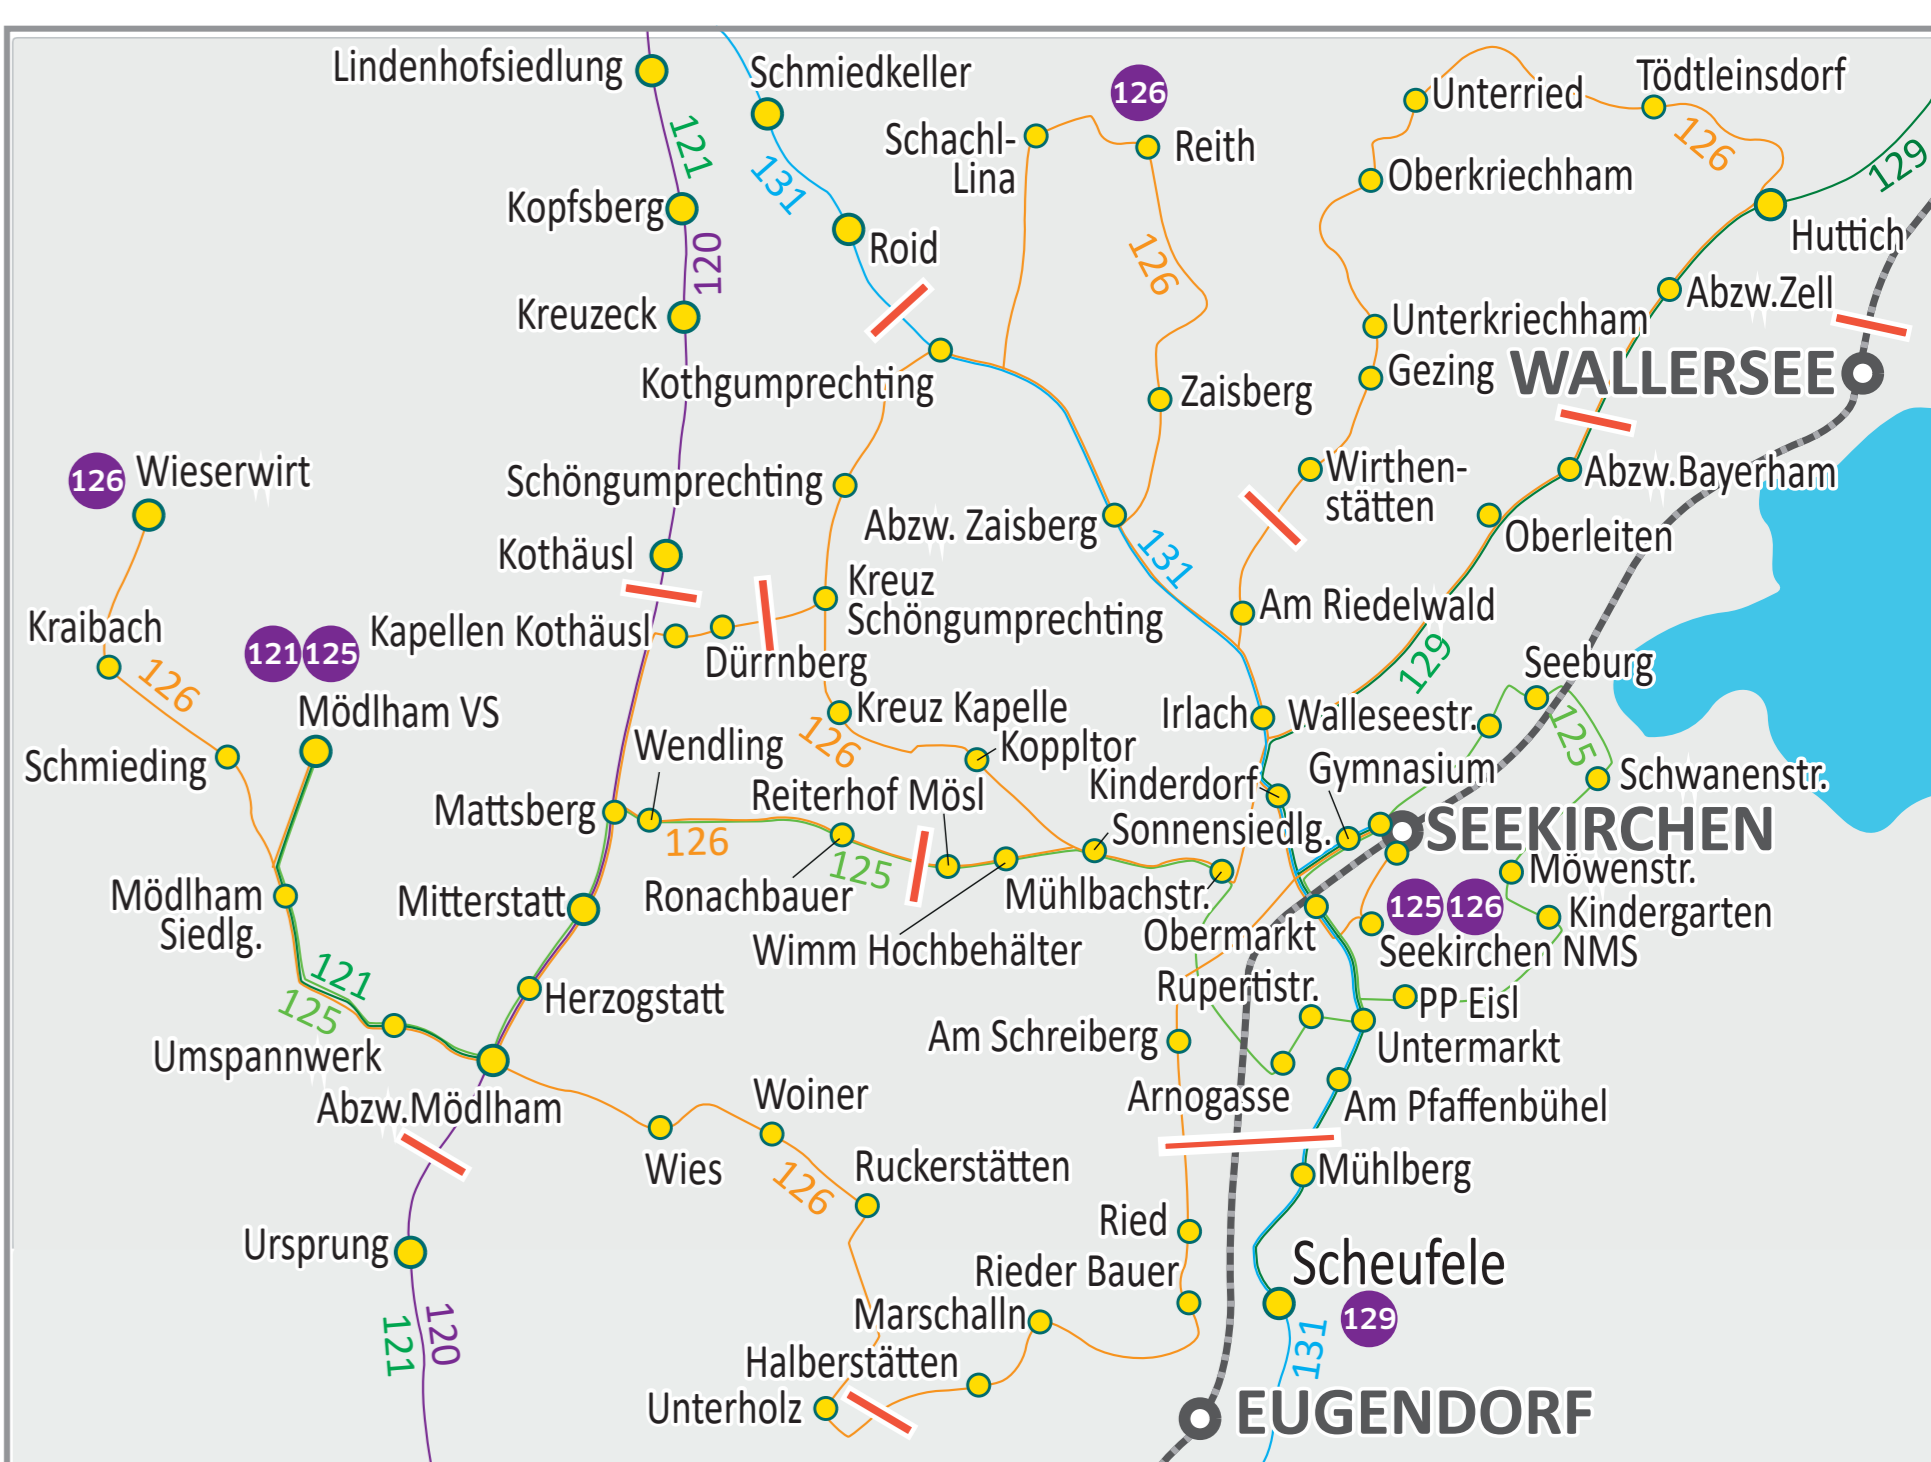 Lindenhofsiedlung
Schmiedkeller
126
Unterried
Tödtleinsdorf
121
Schachl-
Lina
Reith
126
129
131
Oberkriechham
Kopfsberg
120
Roid
126
Huttich
Kreuzeck
Abzw.Zell
Unterkriechham
Kothgumprechting
Zaisberg
Gezing
WALLERSEE
126
Wieserwirt
Schöngumprechting
Wirthen-
stätten
Abzw.Bayerham
Kothäusl
Abzw. Zaisberg
131
Oberleiten
Kraibach
121
125
Kapellen Kothäusl
Kreuz
Schöngumprechting
Am Riedelwald
126
Dürrnberg
129
Seeburg
Mödlham VS
Kreuz Kapelle
Irlach
Walleseestr.
125
Schmieding
Wendling
126
Koppltor
Gymnasium
Schwanenstr.
Mattsberg
Reiterhof Mösl
Kinderdorf
126
Sonnensiedlg.
SEEKIRCHEN
125
Mödlham
Siedlg.
Mitterstatt
Ronachbauer
Mühlbachstr.
Möwenstr.
125
126
Kindergarten
Wimm Hochbehälter
Obermarkt
Seekirchen NMS
121
125
Herzogstatt
Rupertistr.
PP Eisl
Umspannwerk
Am Schreiberg
Untermarkt
Abzw.Mödlham
Woiner
Arnogasse
Am Pfaffenbühel
Wies
126
Ruckerstätten
Mühlberg
Ursprung
Ried
Scheufele
Rieder Bauer
129
121
120
Marschalln
131
Halberstätten
Unterholz
EUGENDORF